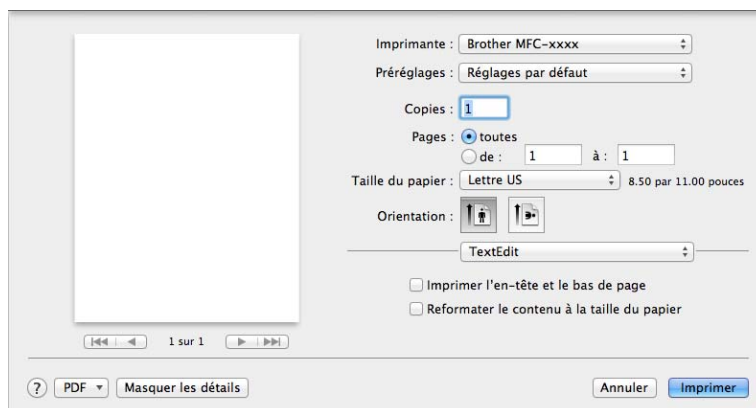 Imprimante : Brother MFC-xxxx
Préréglages : Réglages par défaut
Copies : 1
Pages : toutes
de : 1 à : 1
Taille du papier : Lettre US 8.50 par 11.00 pouces
Orientation :
TextEdit
Imprimer l'en-tête et le bas de page
Reformater le contenu à la taille du papier
1 sur 1
? PDF Masquer les détails Annuler Imprimer